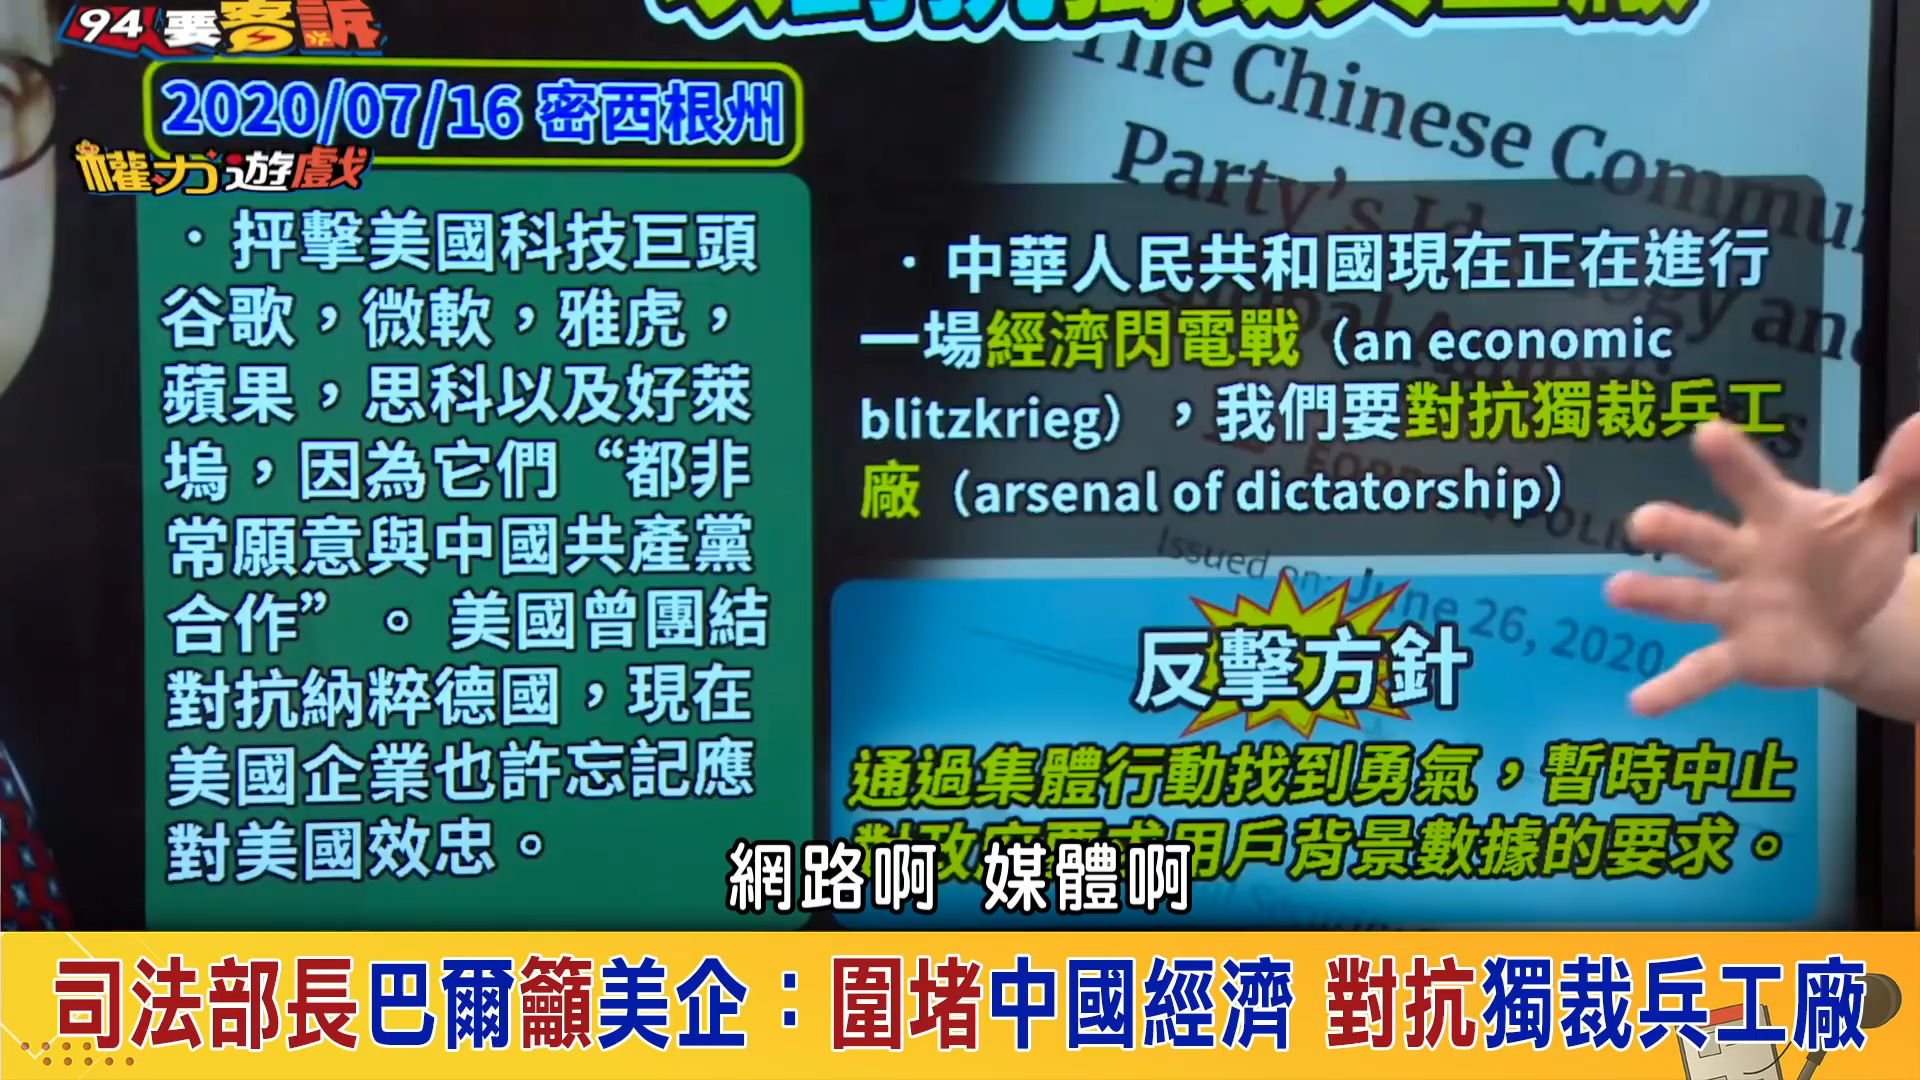 94要客訴
2020/07/16 密西根州
權力遊戲
·抨擊美國科技巨頭
谷歌，微軟，雅虎，
蘋果，思科以及好萊
塢，因為它們“都非
常願意與中國共產黨
合作”。美國曾團結
對抗納粹德國，現在
美國企業也許忘記應
對美國效忠。
The Chinese Commu
Party's
·中華人民共和國現在正在進行
一場經濟閃電戰（an economic
blitzkrieg），我們要對抗獨裁兵工
廠（arsenal of dictatorship）
Issued on: June 26, 2020
反擊方針
通過集體行動找到勇氣，暫時中止
對政府要求用戶背景數據的要求。
網路啊 媒體啊
司法部長巴爾籲美企：圍堵中國經濟 對抗獨裁兵工廠